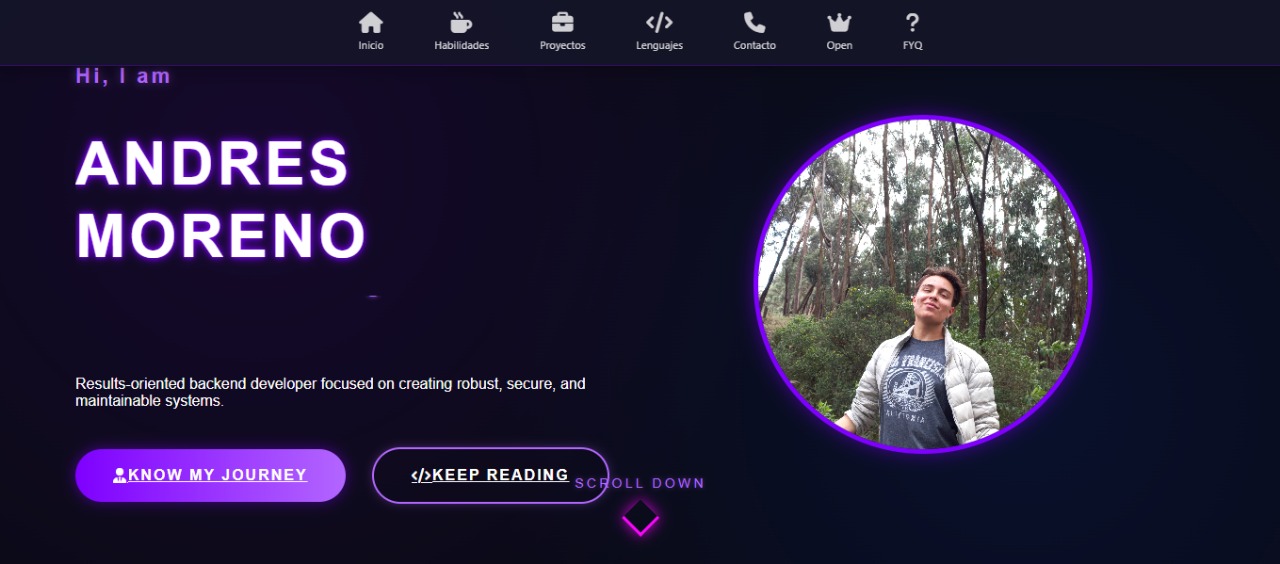 Inicio
Habilidades
Proyectos
Lenguajes
Contacto
Open
FYQ
Hi, I am
ANDRES
MORENO
Results-oriented backend developer focused on creating robust, secure, and
maintainable systems.
KNOW MY JOURNEY
KEEP READING
SCROLL DOWN